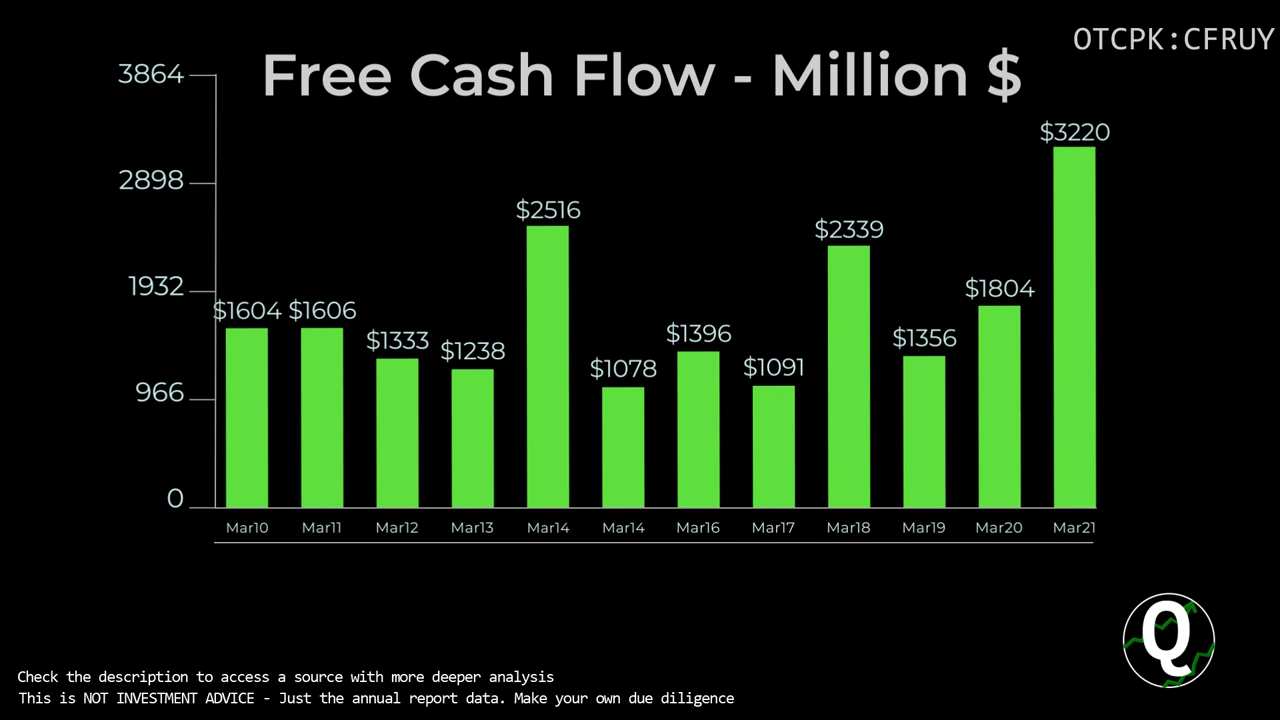 OTCPK:CFRUY
Free Cash Flow - Million $
3864
2898
1932
966
0
$1604 $1606 $1333 $1238 $2516 $1078 $1396 $1091 $2339 $1356 $1804 $3220
Mar10 Mar11 Mar12 Mar13 Mar14 Mar14 Mar16 Mar17 Mar18 Mar19 Mar20 Mar21
Q
Check the description to access a source with more deeper analysis
This is NOT INVESTMENT ADVICE - Just the annual report data. Make your own due diligence